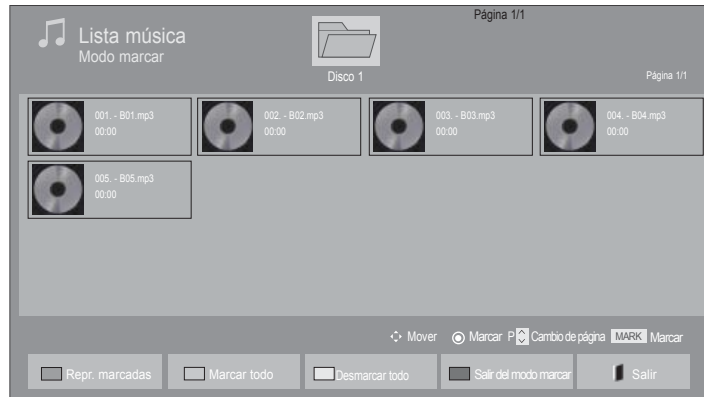 Página 1/1
Lista música
Modo marcar
Disco 1
Página 1/1
001. - B01.mp3
00:00
002. - B02.mp3
00:00
003. - B03.mp3
00:00
004. - B04.mp3
00:00
005. - B05.mp3
00:00
Mover Marcar P Cambio de página MARK Marcar
Repr. marcadas Marcar todo Desmarcar todo Salir del modo marcar Salir